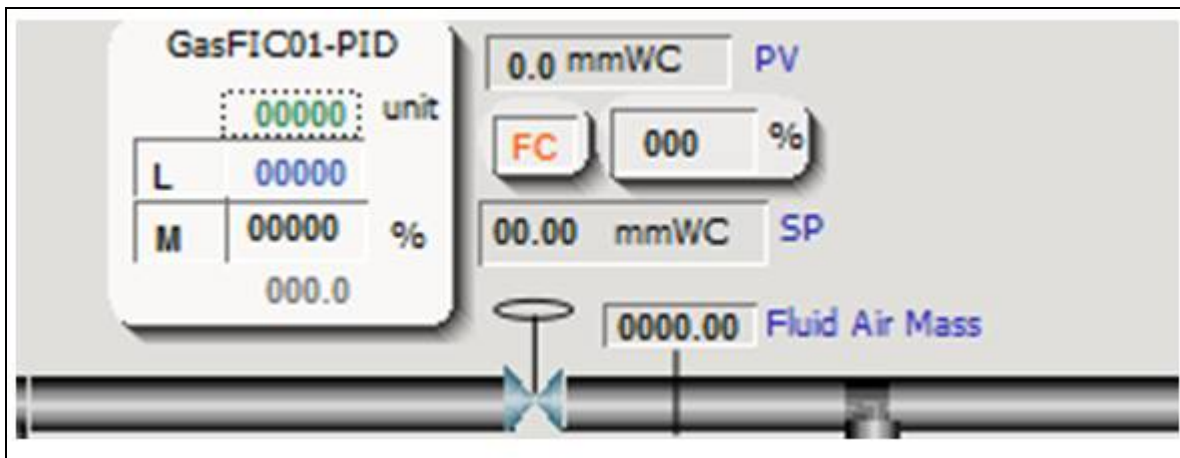 GasFIC01-PID
00000 unit
L 00000
M 00000 %
000.0
0.0 mmWC PV
FC 000 %
00.00 mmWC SP
0000.00 Fluid Air Mass